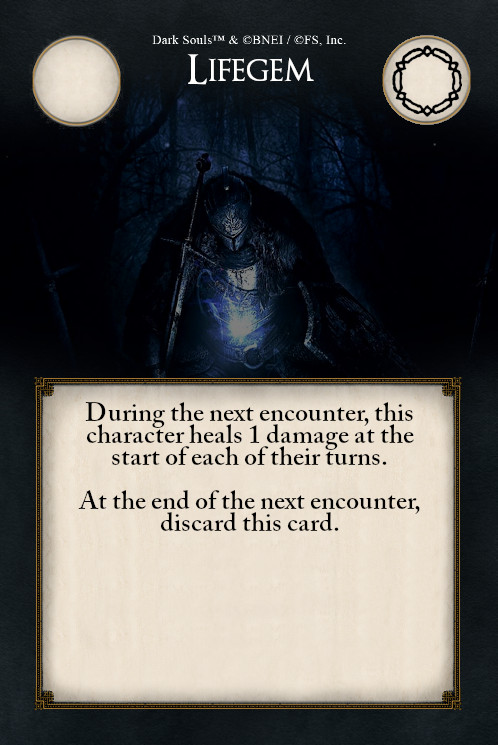 Dark Souls™ & ©BNEI / ©FS, Inc.
Lifegem
During the next encounter, this
character heals 1 damage at the
start of each of their turns.
At the end of the next encounter,
discard this card.